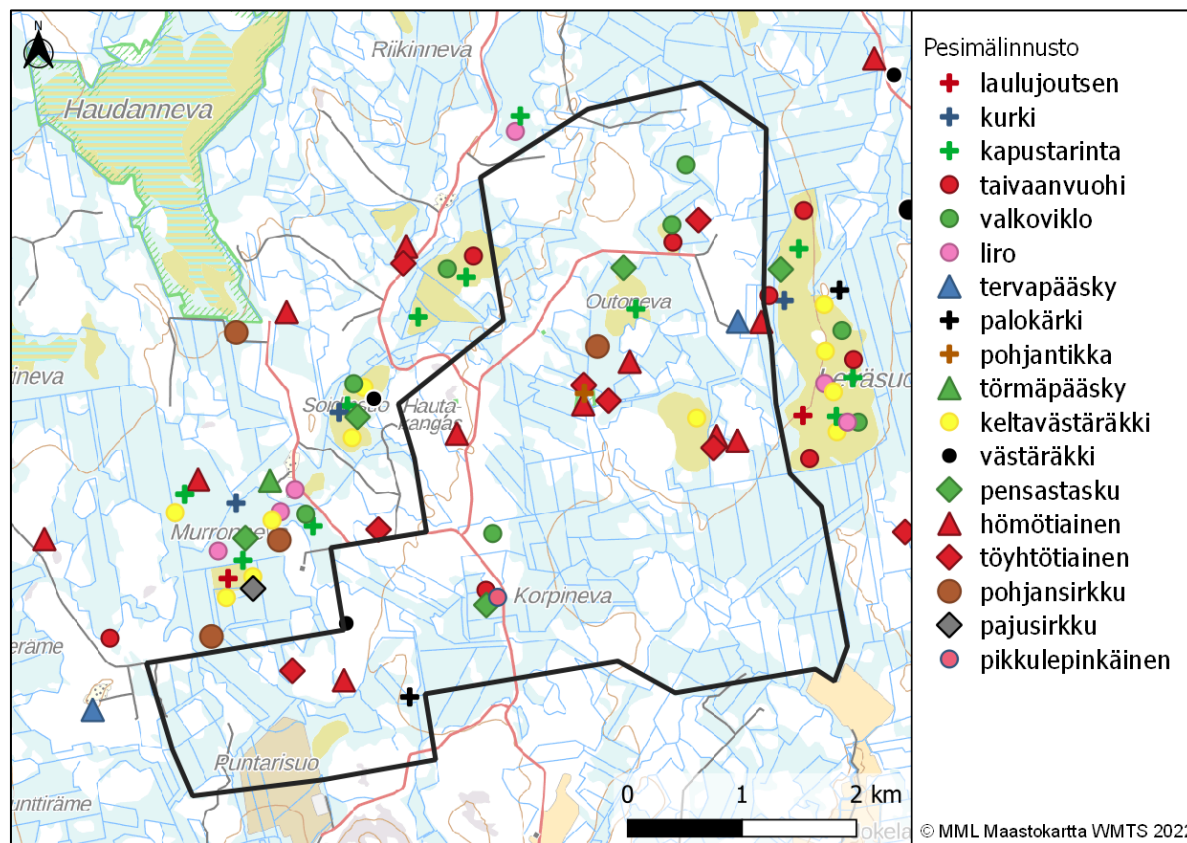 N
Riikinneva
Haudanneva
Outoneva
Hauta-
kangas
Murronneva
Korpineva
Puntarisuo
0 1 2 km
Pesimälinnusto
laulujoutsen
kurki
kapustarinta
taivaanvuohi
valkoviklo
liro
tervapääsky
palokärki
pohjantikka
törmäpääsky
keltavästäräkki
västäräkki
pensastasku
hömötiainen
töyhtötiainen
pohjansirkku
pajusirkku
pikkulepinkäinen
© MML Maastokartta WMTS 2022